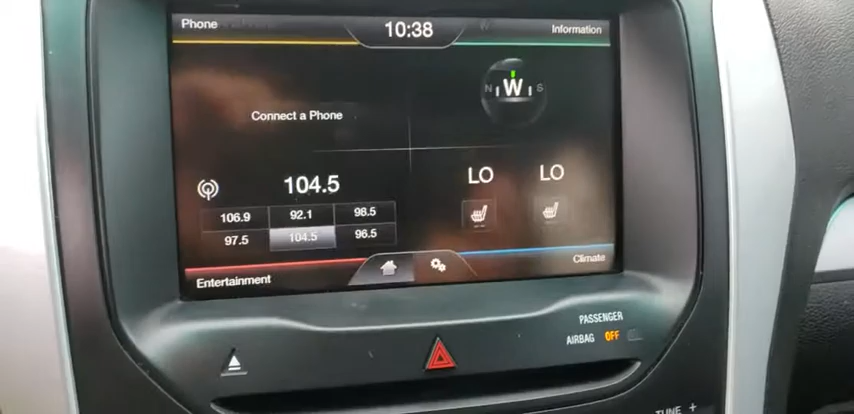 Phone
10:38
Information
N W S
Connect a Phone
104.5
LO LO
106.9 92.1 98.5
97.5 104.5 96.5
Entertainment
Climate
PASSENGER
AIRBAG OFF
TUNE +